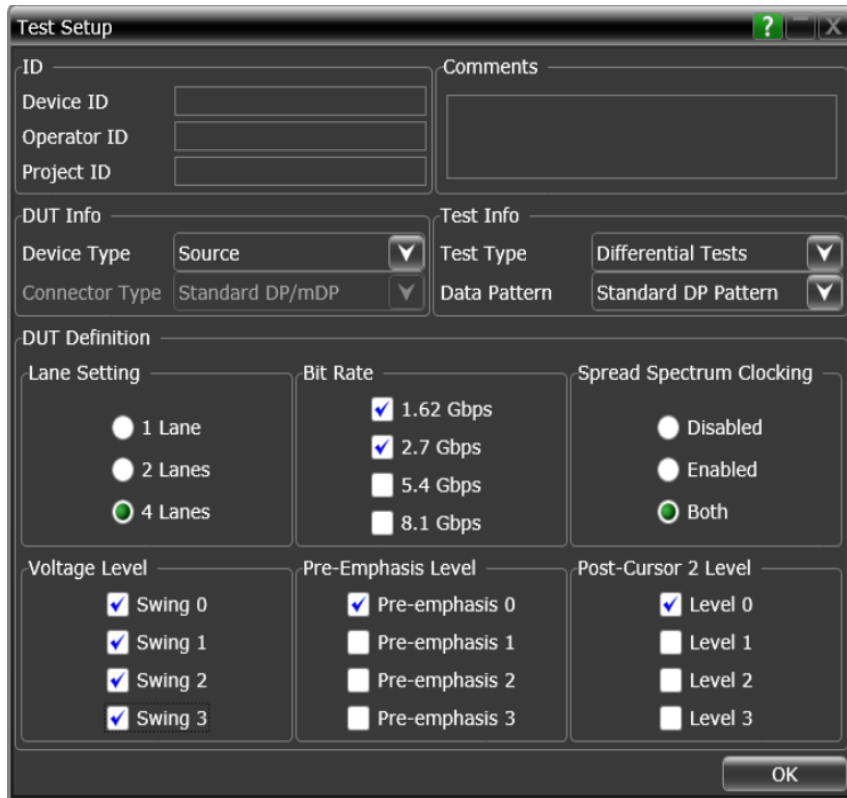 Test Setup
?
X
ID
Device ID
Operator ID
Project ID
Comments
DUT Info
Device Type Source
Connector Type Standard DP/mDP
Test Info
Test Type Differential Tests
Data Pattern Standard DP Pattern
DUT Definition
Lane Setting
1 Lane
2 Lanes
4 Lanes
Bit Rate
1.62 Gbps
2.7 Gbps
5.4 Gbps
8.1 Gbps
Spread Spectrum Clocking
Disabled
Enabled
Both
Voltage Level
Swing 0
Swing 1
Swing 2
Swing 3
Pre-Emphasis Level
Pre-emphasis 0
Pre-emphasis 1
Pre-emphasis 2
Pre-emphasis 3
Post-Cursor 2 Level
Level 0
Level 1
Level 2
Level 3
OK